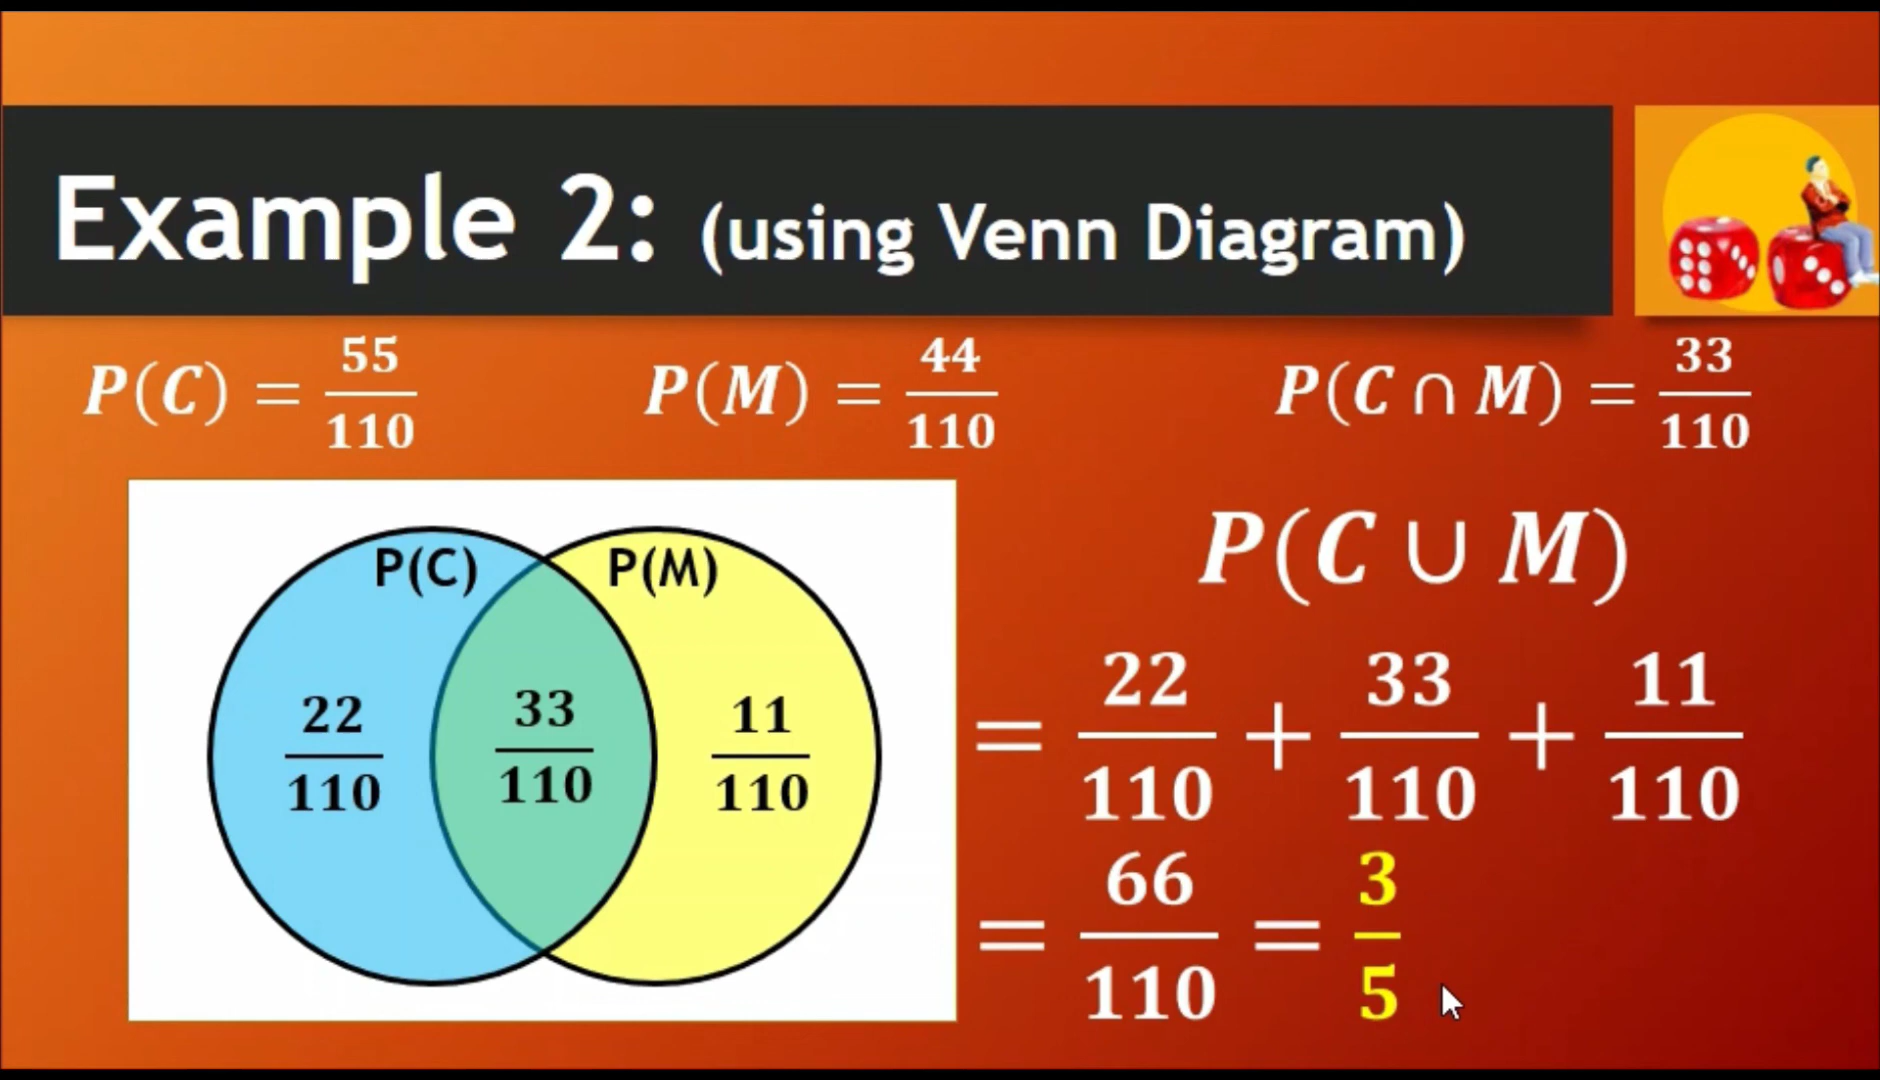 Example 2: (using Venn Diagram)
P(C) = 55/110 P(M) = 44/110 P(C ∩ M) = 33/110
P(C) P(M)
22/110 33/110 11/110
P(C ∪ M)
= 22/110 + 33/110 + 11/110
= 66/110 = 3/5